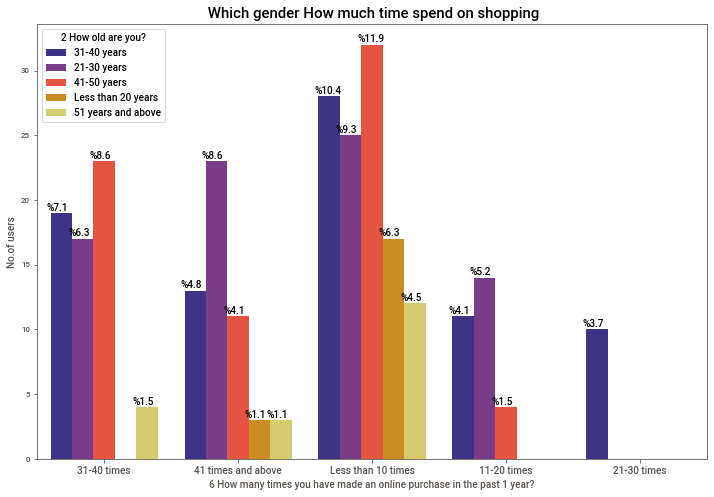 Which gender How much time spend on shopping
2 How old are you?
31-40 years
21-30 years
41-50 yaers
Less than 20 years
51 years and above
No.of users
30
25
20
15
10
5
0
%7.1
%6.3
%8.6
%1.5
%4.8
%8.6
%4.1
%1.1
%1.1
%10.4
%9.3
%11.9
%6.3
%4.5
%4.1
%5.2
%1.5
%3.7
31-40 times
41 times and above
Less than 10 times
11-20 times
21-30 times
6 How many times you have made an online purchase in the past 1 year?